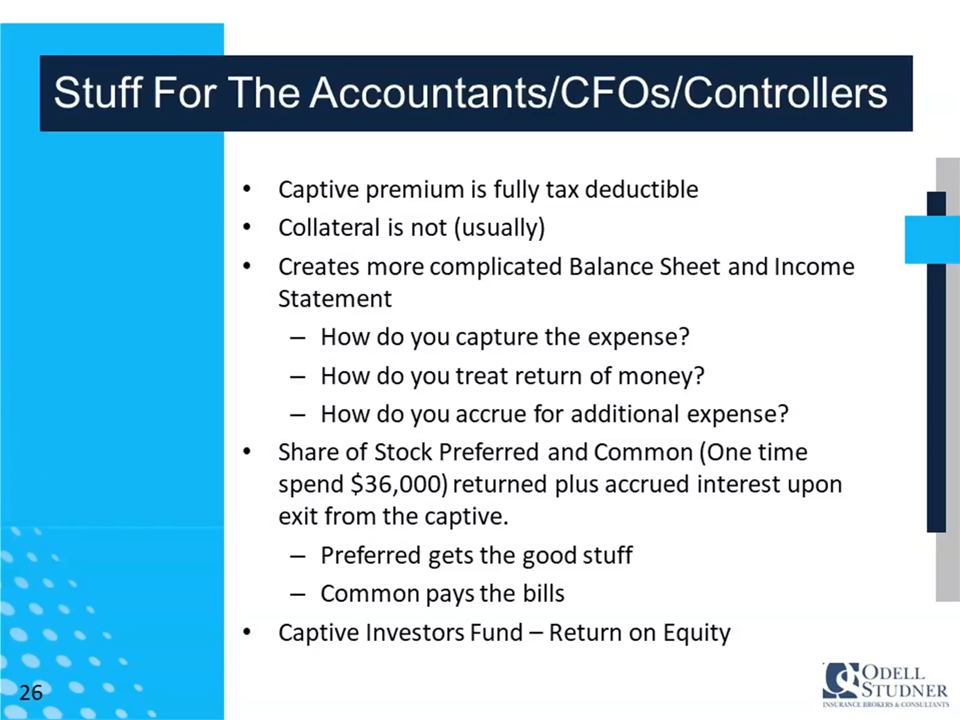 Stuff For The Accountants/CFOs/Controllers
• Captive premium is fully tax deductible
• Collateral is not (usually)
• Creates more complicated Balance Sheet and Income
Statement
– How do you capture the expense?
– How do you treat return of money?
– How do you accrue for additional expense?
• Share of Stock Preferred and Common (One time
spend $36,000) returned plus accrued interest upon
exit from the captive.
– Preferred gets the good stuff
– Common pays the bills
• Captive Investors Fund – Return on Equity
26
ODELL
STUDNER
INSURANCE BROKERS & CONSULTANTS